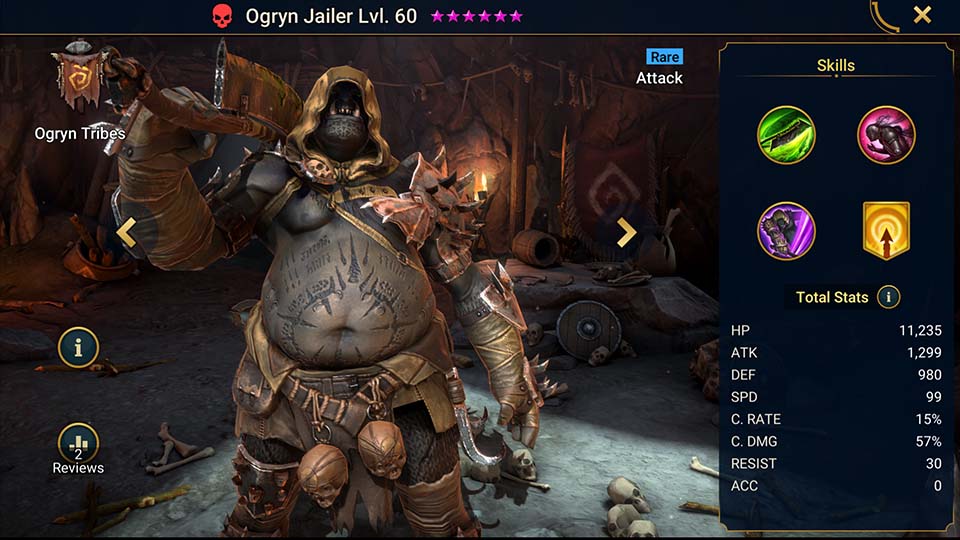 Ogryn Jailer Lvl. 60
Rare
Attack
Ogryn Tribes
2
Reviews
Skills
Total Stats
HP 11,235
ATK 1,299
DEF 980
SPD 99
C. RATE 15%
C. DMG 57%
RESIST 30
ACC 0